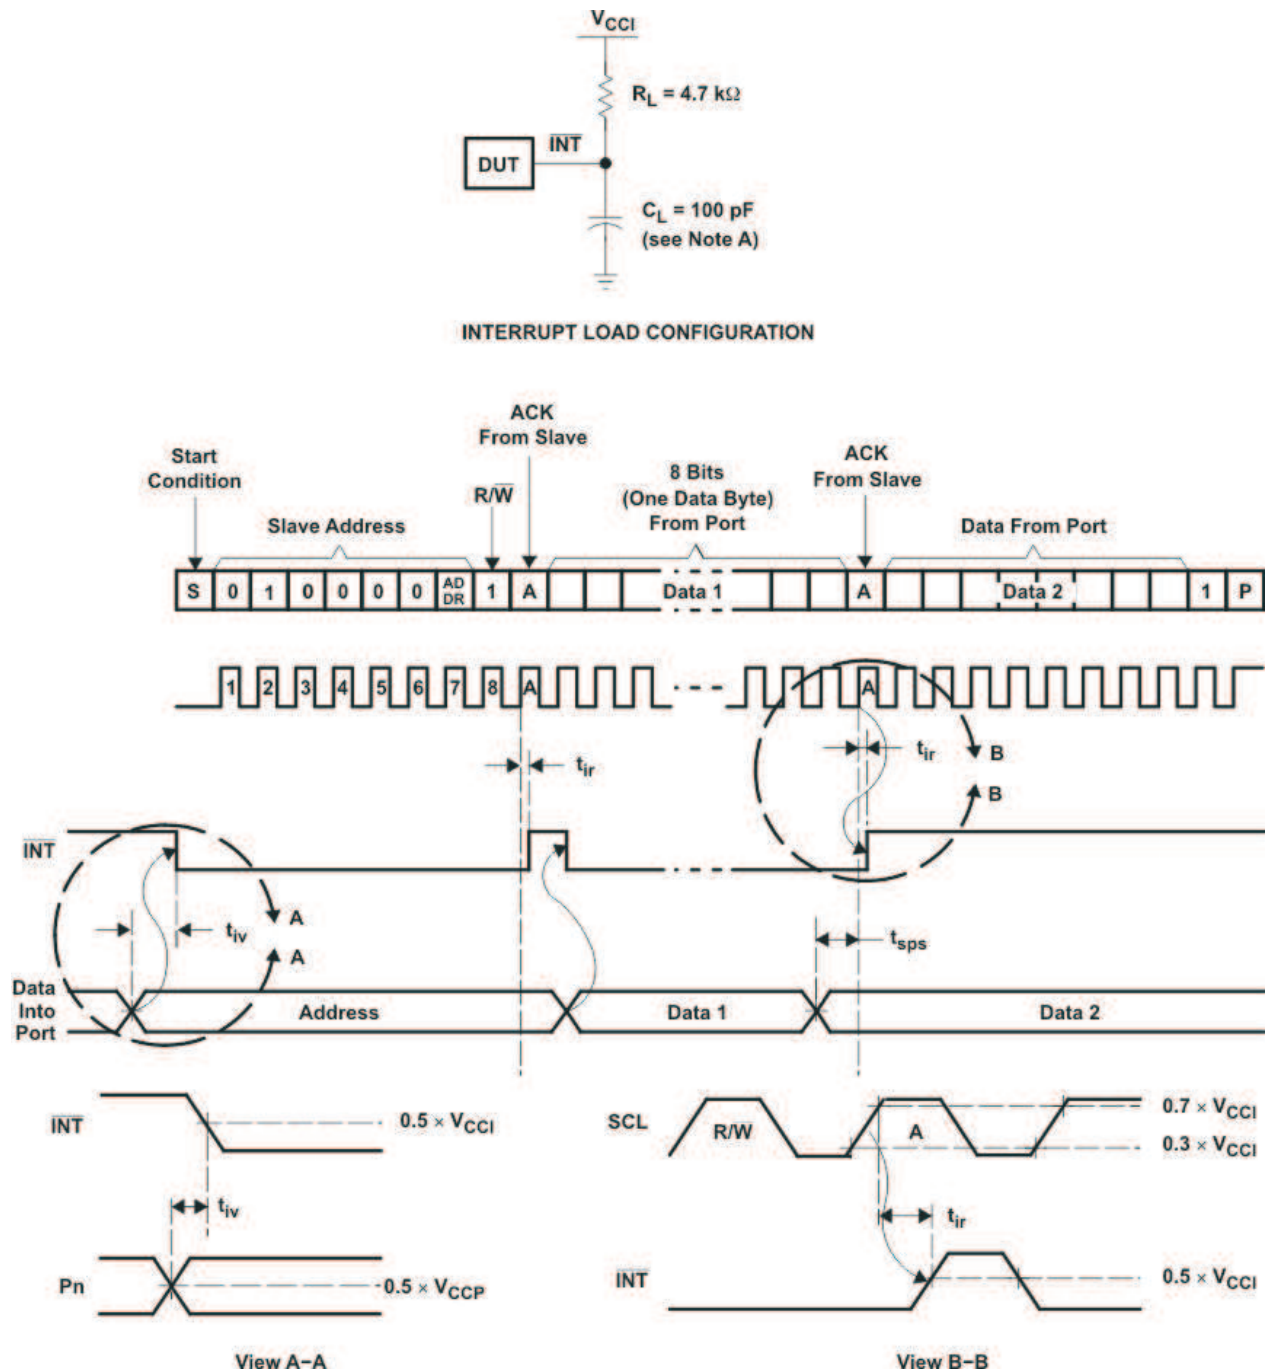 VCCI
RL = 4.7 kΩ
INT
DUT
CL = 100 pF
(see Note A)
INTERRUPT LOAD CONFIGURATION
ACK
From Slave
Start
Condition
R/W
8 Bits
(One Data Byte)
From Port
ACK
From Slave
Slave Address
Data From Port
S 0 1 0 0 0 0 AD DR 1 A Data 1 A Data 2 1 P
1 2 3 4 5 6 7 8 A A
tir
tir
B
B
INT
A
tiv
A
tsps
Data
Into
Port
Address
Data 1
Data 2
INT
0.5 × VCCI
tiv
Pn
0.5 × VCCP
View A–A
SCL
R/W
A
0.7 × VCCI
0.3 × VCCI
tir
INT
0.5 × VCCI
View B–B